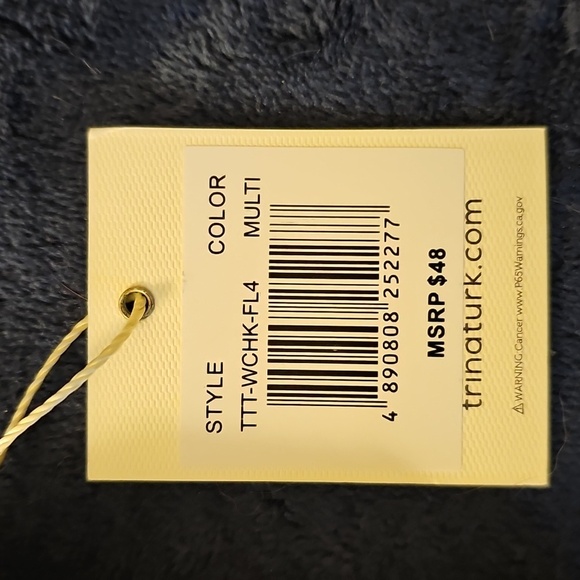 STYLE COLOR
TTT-WCHK-FL4 MULTI
4 890808 252277
MSRP $48
trinaturk.com
⚠WARNING: Cancer www.P65Warnings.ca.gov